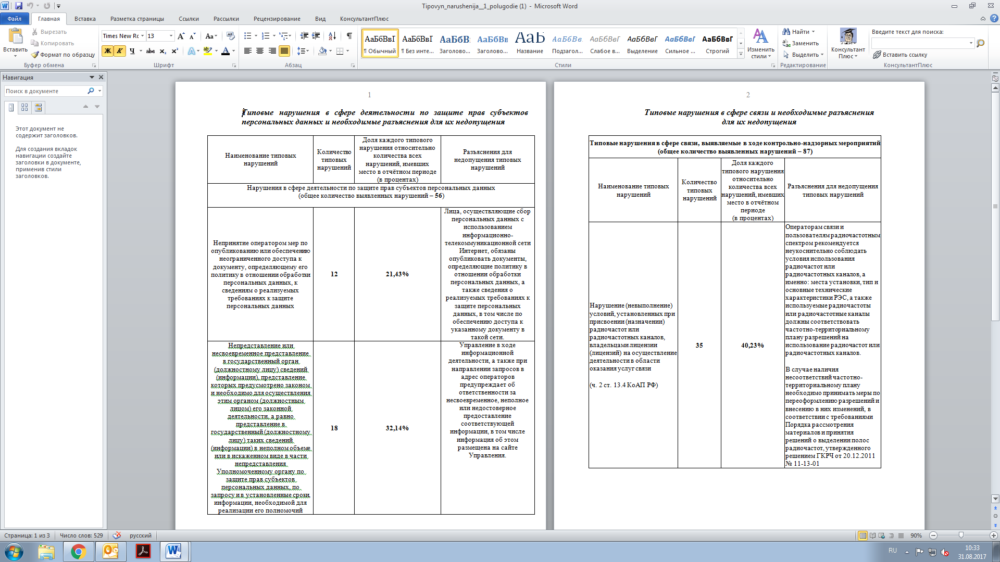 Tipovyn_narushenija__1_polugodie (1) - Microsoft Word
Файл
Главная
Вставка
Разметка страницы
Ссылки
Рассылки
Рецензирование
Вид
КонсультантПлюс
Вставить
Вырезать
Копировать
Формат по образцу
Буфер обмена
Times New Rc
13
Шрифт
Абзац
АаБбВвГ
¶ Обычный
АаБбВвГ
¶ Без инте...
АаБбВ
Заголово...
АаБбВв
Заголово...
АаБ
Название
АаБбВв.
Подзагол...
АаБбВвГ
Слабое в...
АаБбВвГ
Выделение
АаБбВвГ
Сильное ...
АаБбВвГ
Строгий
Стили
Изменить
стили
Найти
Заменить
Выделить
Редактирование
Консультант
Плюс
Введите текст для поиска:
Вставить ссылку
КонсультантПлюс
Навигация
Поиск в документе
Этот документ не
содержит заголовков.
Для создания вкладок
навигации создайте
заголовки в документе,
применив стили
заголовков.
1
Типовые нарушения в сфере деятельности по защите прав субъектов
персональных данных и необходимые разъяснения для их недопущения
Наименование типовых
нарушений
Количество
типовых
нарушений
Доля каждого типового
нарушения относительно
количества всех
нарушений, имевших
место в отчётном периоде
(в процентах)
Разъяснения для
недопущения типовых
нарушений
Нарушения в сфере деятельности по защите прав субъектов персональных данных
(общее количество выявленных нарушений – 56)
Непринятие оператором мер по
опубликованию или обеспечению
неограниченного доступа к
документу, определяющему его
политику в отношении обработки
персональных данных, к
сведениям о реализуемых
требованиях к защите
персональных данных
12
21,43%
Лица, осуществляющие сбор
персональных данных с
использованием
информационно-
телекоммуникационной сети
Интернет, обязаны
опубликовать документы,
определяющие политику в
отношении обработки
персональных данных, а
также сведения о
реализуемых требованиях к
защите персональных
данных, в том числе по
обеспечению доступа к
указанному документу в
такой сети.
Непредставление или
несвоевременное представление
в государственный орган
(должностному лицу) сведений
(информации), представление
которых предусмотрено законом
и необходимо для осуществления
этим органом (должностным
лицом) его законной
деятельности, а равно
представление в
государственный (должностному
лицу) таких сведений
(информации) в неполном объеме
или в искаженном виде в части
непредставления
Уполномоченному органу по
защите прав субъектов
персональных данных, по
запросу и в установленные сроки,
информации, необходимой для
реализации его полномочий
18
32,14%
Управление в ходе
информационной
деятельности, а также при
направлении запросов в
адрес операторов
предупреждает об
ответственности за
несвоевременное, неполное
или недостоверное
предоставление
соответствующей
информации, в том числе
информация об этом
размещена на сайте
Управления.
2
Типовые нарушения в сфере связи и необходимые разъяснения
для их недопущения
Типовые нарушения в сфере связи, выявляемые в ходе контрольно-надзорных мероприятий
(общее количество выявленных нарушений – 87)
Наименование типовых
нарушений
Количество
типовых
нарушений
Доля каждого
типового нарушения
относительно
количества всех
нарушений, имевших
место в отчётном
периоде
(в процентах)
Разъяснения для недопущения
типовых нарушений
Нарушение (невыполнение)
условий, установленных при
присвоении (назначении)
радиочастот или
радиочастотных каналов,
владельцами лицензии
(лицензий) на осуществление
деятельности в области
оказания услуг связи
(ч. 2 ст. 13.4 КоАП РФ)
35
40,23%
Операторам связи и
пользователям радиочастотным
спектром рекомендуется
неукоснительно соблюдать
условия использования
радиочастот или
радиочастотных каналов, а
именно: места установки, тип и
основные технические
характеристики РЭС, а также
используемые радиочастоты
или радиочастотные каналы
должны соответствовать
частотно-территориальному
плану разрешений на
использование радиочастот или
радиочастотных каналов.
В случае наличия
несоответствий частотно-
территориальному плану
необходимо принимать меры по
переоформлению разрешений и
внесению в них изменений, в
соответствии с требованиями
Порядка рассмотрения
материалов и принятия
решений о выделении полос
радиочастот, утвержденного
решением ГКРЧ от 20.12.2011
№ 11-13-01
Страница: 1 из 3
Число слов: 529
русский
90%
RU
10:33
31.08.2017